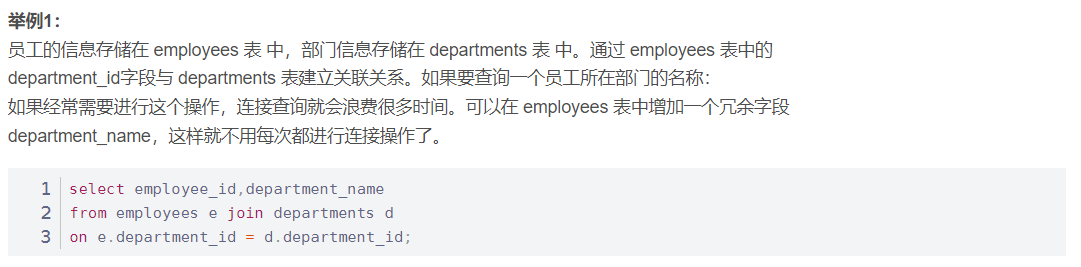 举例1：
员工的信息存储在 employees 表 中，部门信息存储在 departments 表 中。通过 employees 表中的
department_id字段与 departments 表建立关联关系。如果要查询一个员工所在部门的名称：
如果经常需要进行这个操作，连接查询就会浪费很多时间。可以在 employees 表中增加一个冗余字段
department_name，这样就不用每次都进行连接操作了。
1 select employee_id,department_name
2 from employees e join departments d
3 on e.department_id = d.department_id;